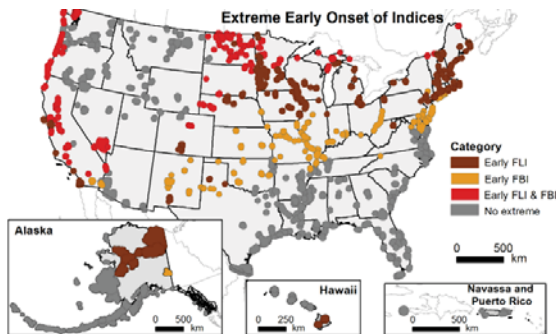 Extreme Early Onset of Indices
Category
Early FLI
Early FBI
Early FLI & FBI
No extreme
0 500
km
Alaska
0 500
km
Hawaii
0 250
km
Navassa and
Puerto Rico
0 500
km